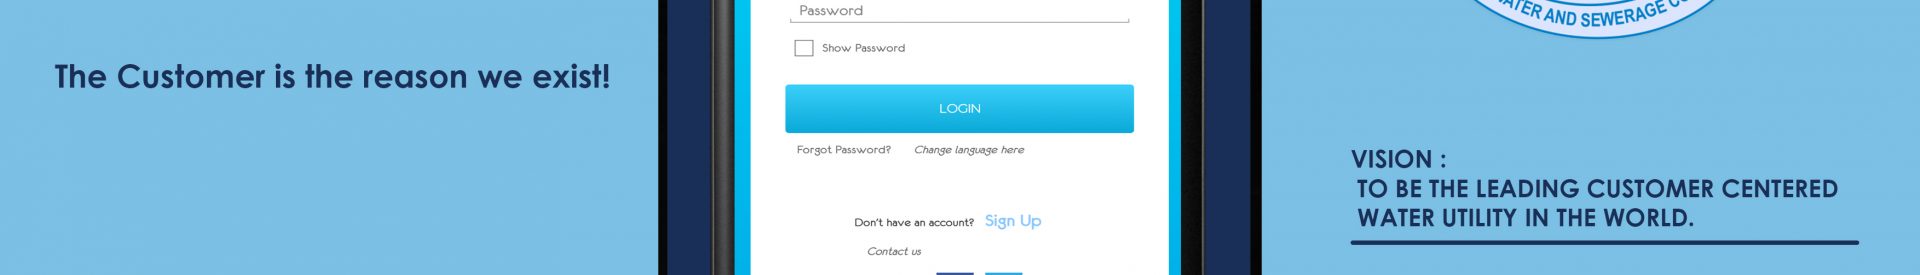 The Customer is the reason we exist!
Password
Show Password
LOGIN
Forgot Password? Change language here
Don't have an account? Sign Up
Contact us
WATER AND SEWERAGE
VISION :
TO BE THE LEADING CUSTOMER CENTERED
WATER UTILITY IN THE WORLD.